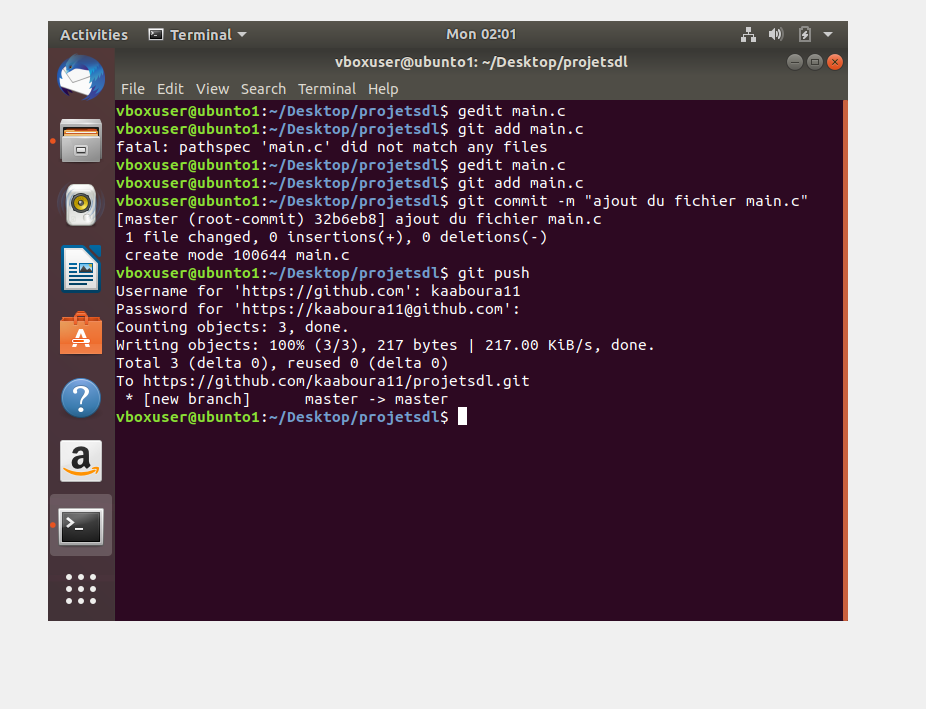 Activities Terminal Mon 02:01
vboxuser@ubunto1: ~/Desktop/projetsdl
File Edit View Search Terminal Help
vboxuser@ubunto1:~/Desktop/projetsdl$ gedit main.c
vboxuser@ubunto1:~/Desktop/projetsdl$ git add main.c
fatal: pathspec 'main.c' did not match any files
vboxuser@ubunto1:~/Desktop/projetsdl$ gedit main.c
vboxuser@ubunto1:~/Desktop/projetsdl$ git add main.c
vboxuser@ubunto1:~/Desktop/projetsdl$ git commit -m "ajout du fichier main.c"
[master (root-commit) 32b6eb8] ajout du fichier main.c
 1 file changed, 0 insertions(+), 0 deletions(-)
 create mode 100644 main.c
vboxuser@ubunto1:~/Desktop/projetsdl$ git push
Username for 'https://github.com': kaaboura11
Password for 'https://kaaboura11@github.com':
Counting objects: 3, done.
Writing objects: 100% (3/3), 217 bytes | 217.00 KiB/s, done.
Total 3 (delta 0), reused 0 (delta 0)
To https://github.com/kaaboura11/projetsdl.git
 * [new branch]      master -> master
vboxuser@ubunto1:~/Desktop/projetsdl$